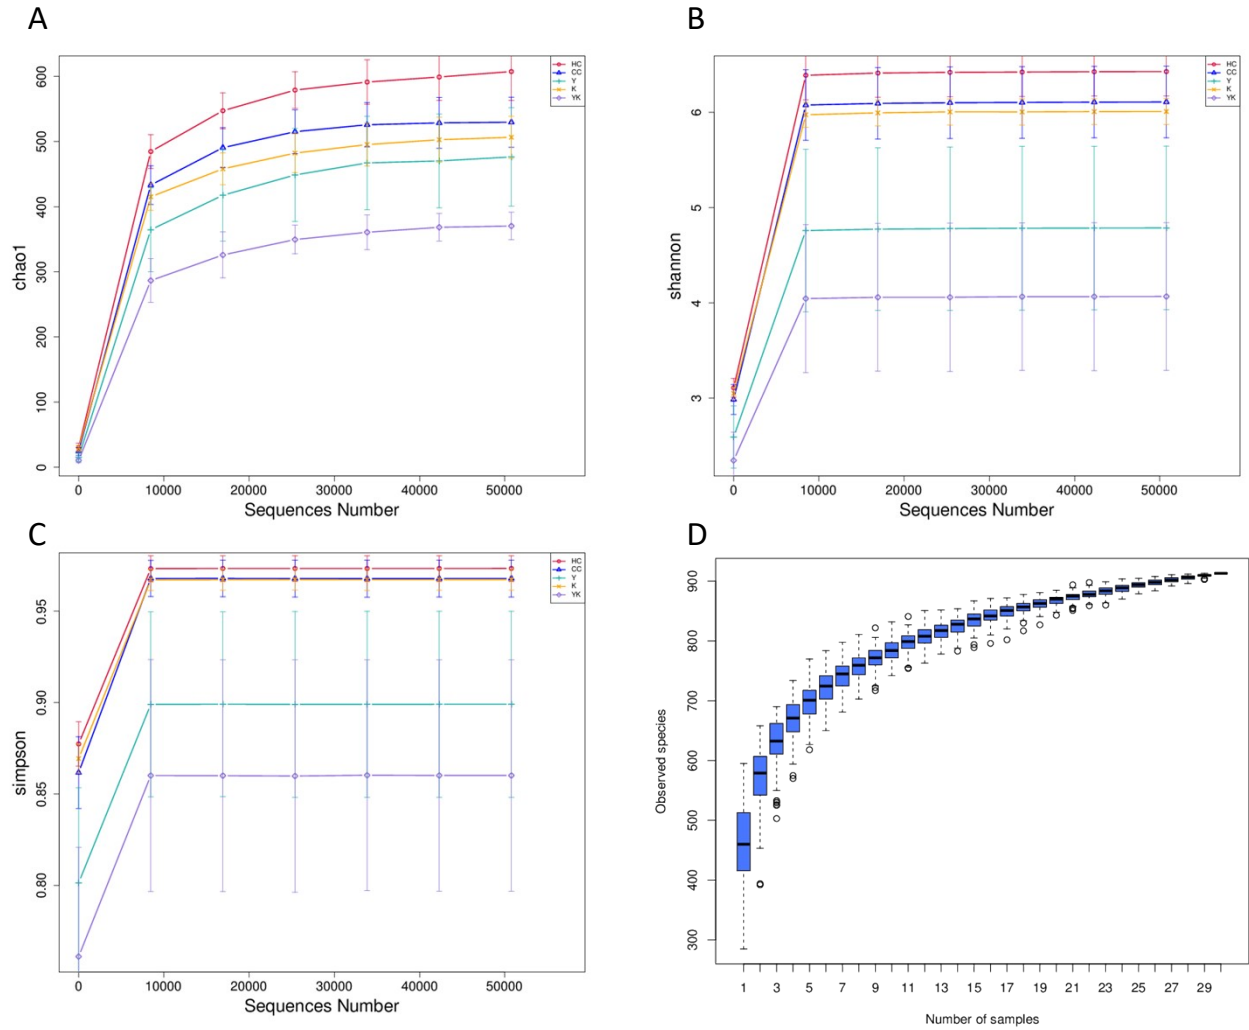 A
B
HC
CC
Y
K
YK
HC
CC
Y
K
YK
chao1
600
500
400
300
200
100
0
shannon
6
5
4
3
0 10000 20000 30000 40000 50000
Sequences Number
0 10000 20000 30000 40000 50000
Sequences Number
C
D
HC
CC
Y
K
YK
simpson
0.95
0.90
0.85
0.80
Observed species
900
800
700
600
500
400
300
0 10000 20000 30000 40000 50000
Sequences Number
1 3 5 7 9 11 13 15 17 19 21 23 25 27 29
Number of samples